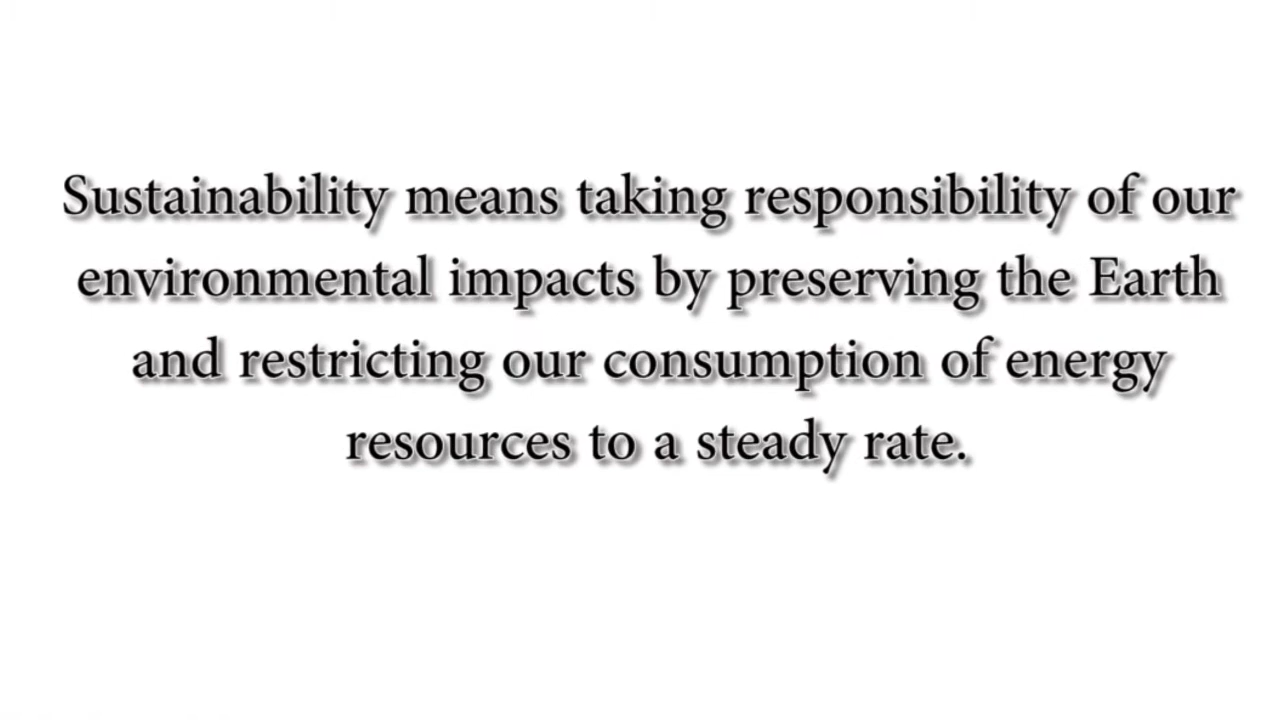 Sustainability means taking responsibility of our
environmental impacts by preserving the Earth
and restricting our consumption of energy
resources to a steady rate.